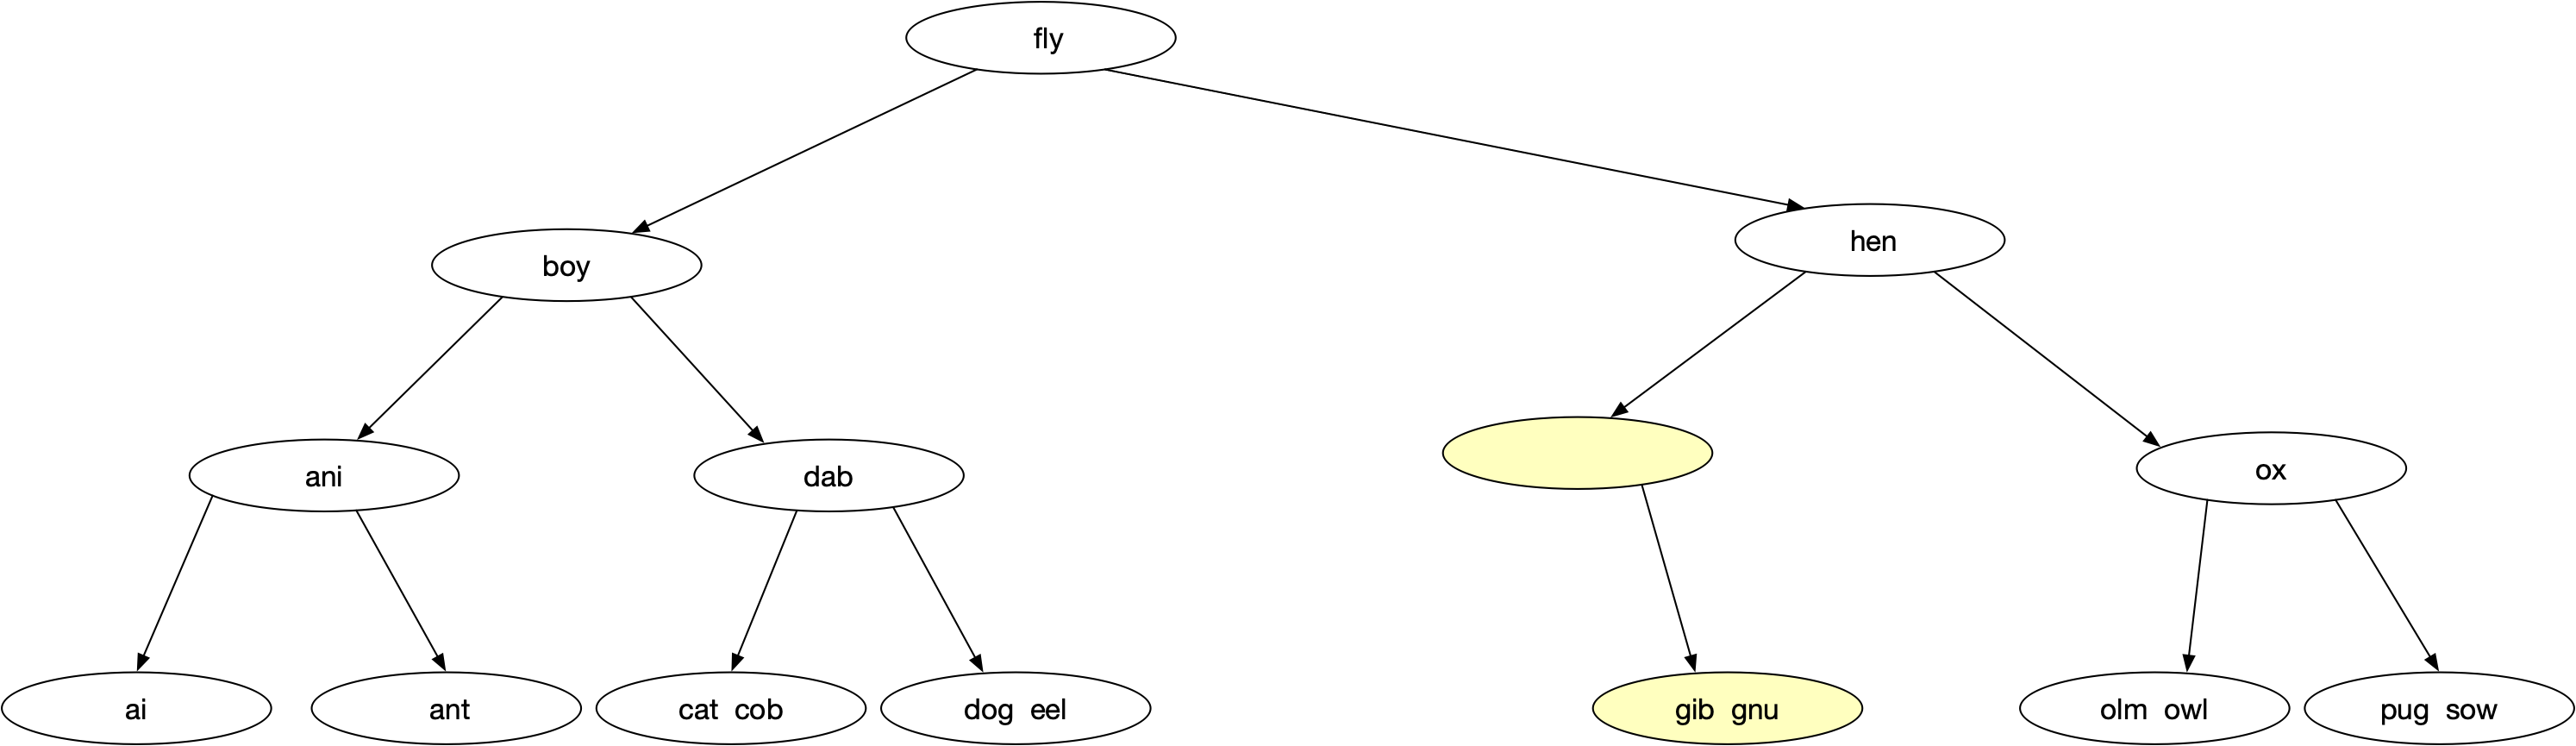 fly
boy
hen
ani
dab
ox
ai
ant
cat cob
dog eel
gib gnu
olm owl
pug sow